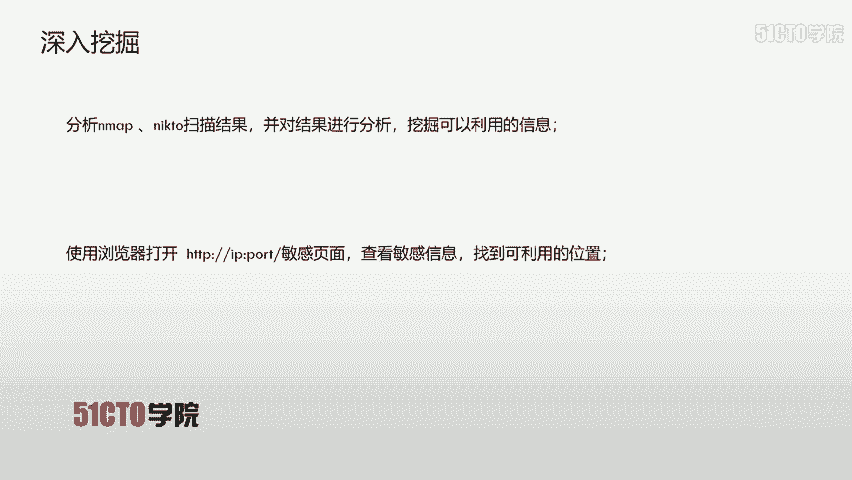 51CTO学院
深入挖掘
分析nmap 、nikto扫描结果，并对结果进行分析，挖掘可以利用的信息；
使用浏览器打开 http://ip:port/敏感页面，查看敏感信息，找到可利用的位置；
51CTO学院